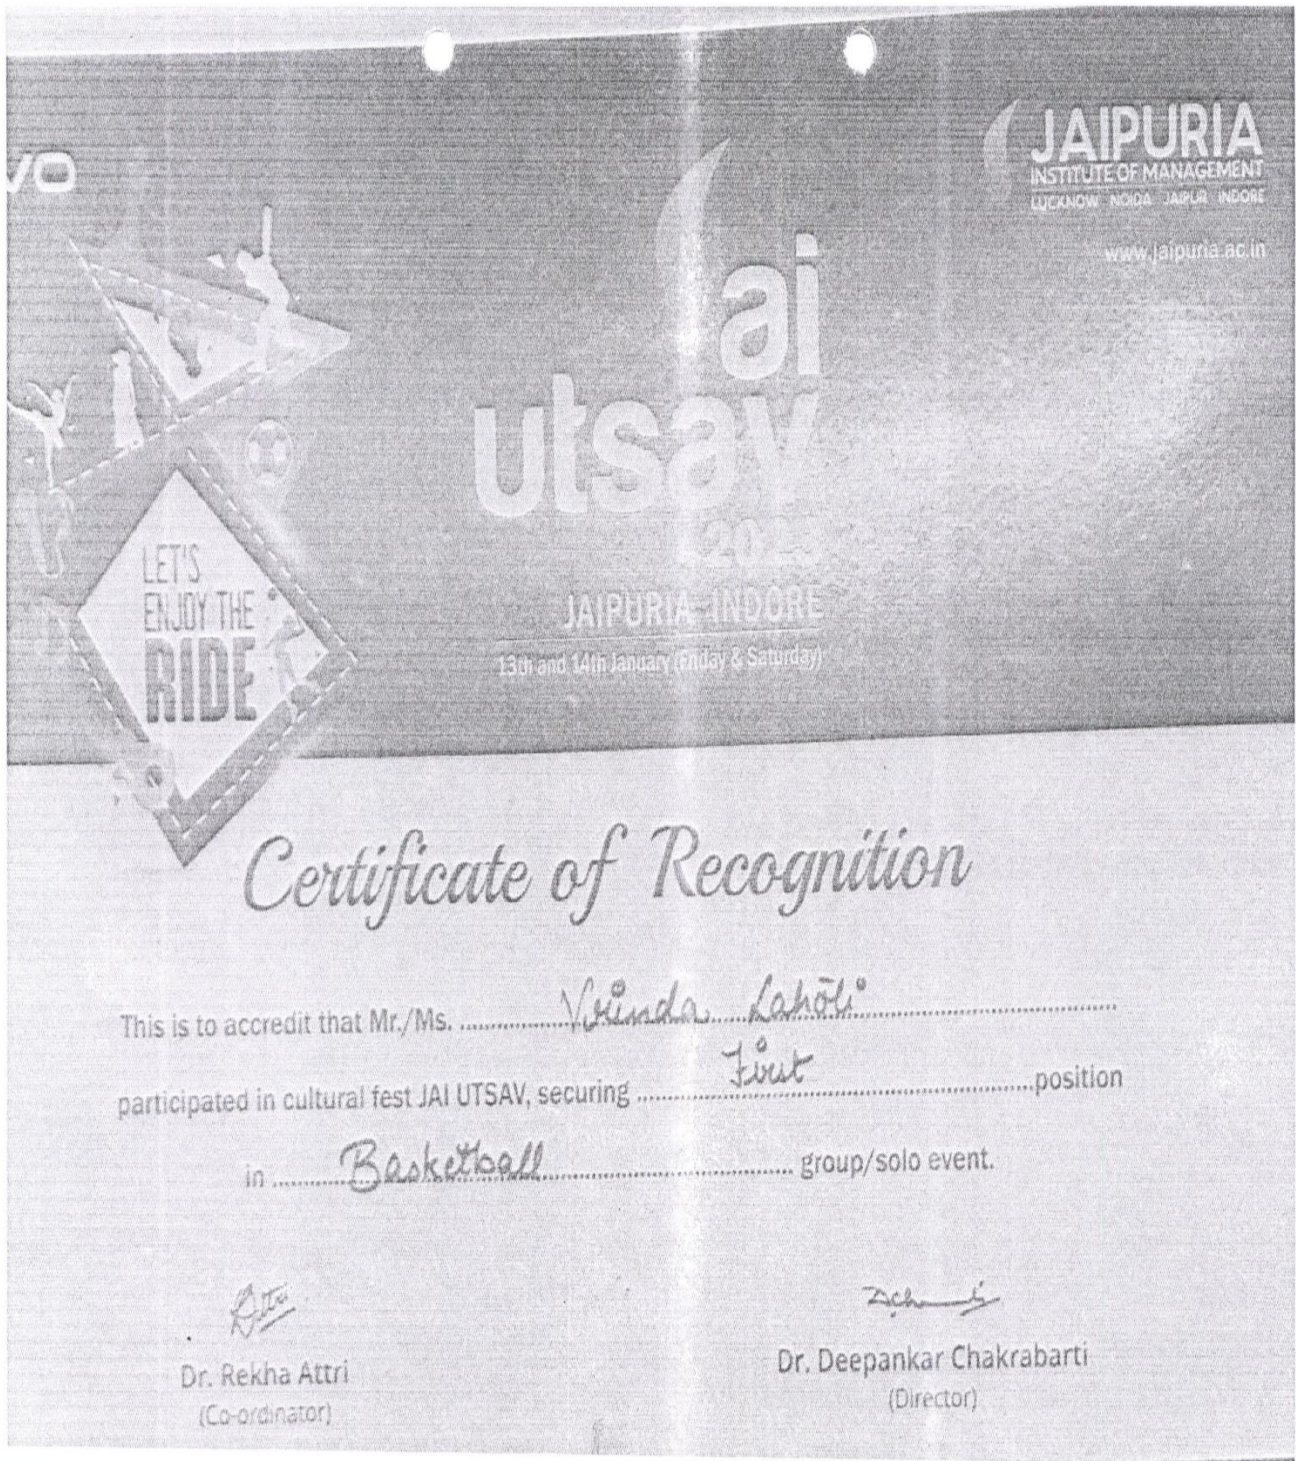 VO
JAIPURIA
INSTITUTE OF MANAGEMENT
LUCKNOW NOIDA JAIPUR INDORE
www.jaipuria.ac.in
ai
utsav
JAIPURIA INDORE
13th and 14th January (Friday & Saturday)
LET'S
ENJOY THE
RIDE
Certificate of Recognition
This is to accredit that Mr./Ms. Vrinda Lahoti
participated in cultural fest JAI UTSAV, securing First position
in Basketball group/solo event.
Dr. Rekha Attri
(Co-ordinator)
Dr. Deepankar Chakrabarti
(Director)